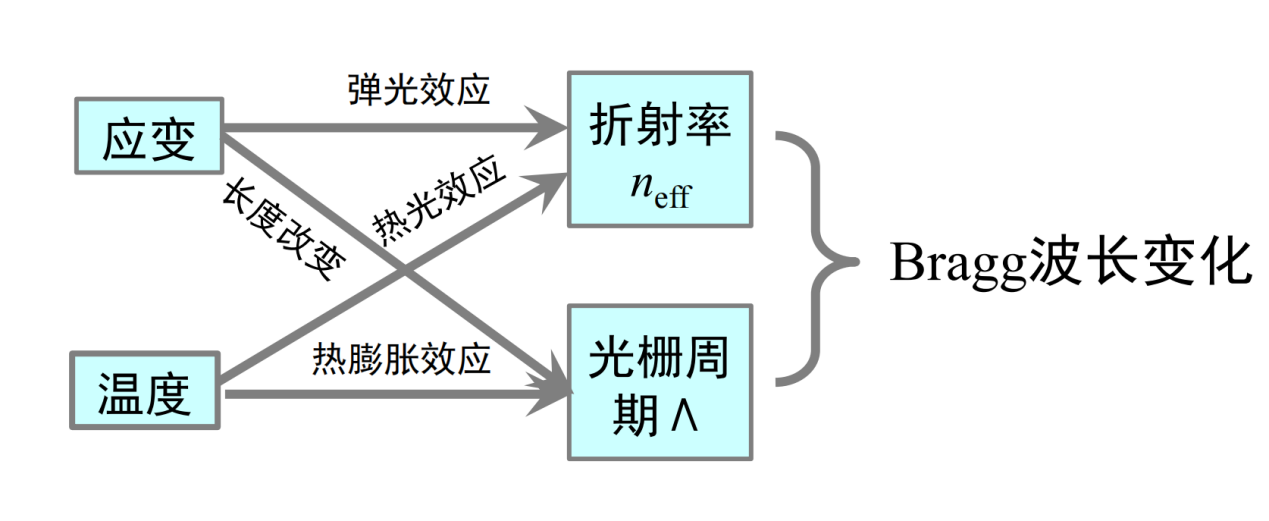 弹光效应
应变
折射率
n_eff
热光效应
长度改变
Bragg波长变化
热膨胀效应
光栅周
期Λ
温度